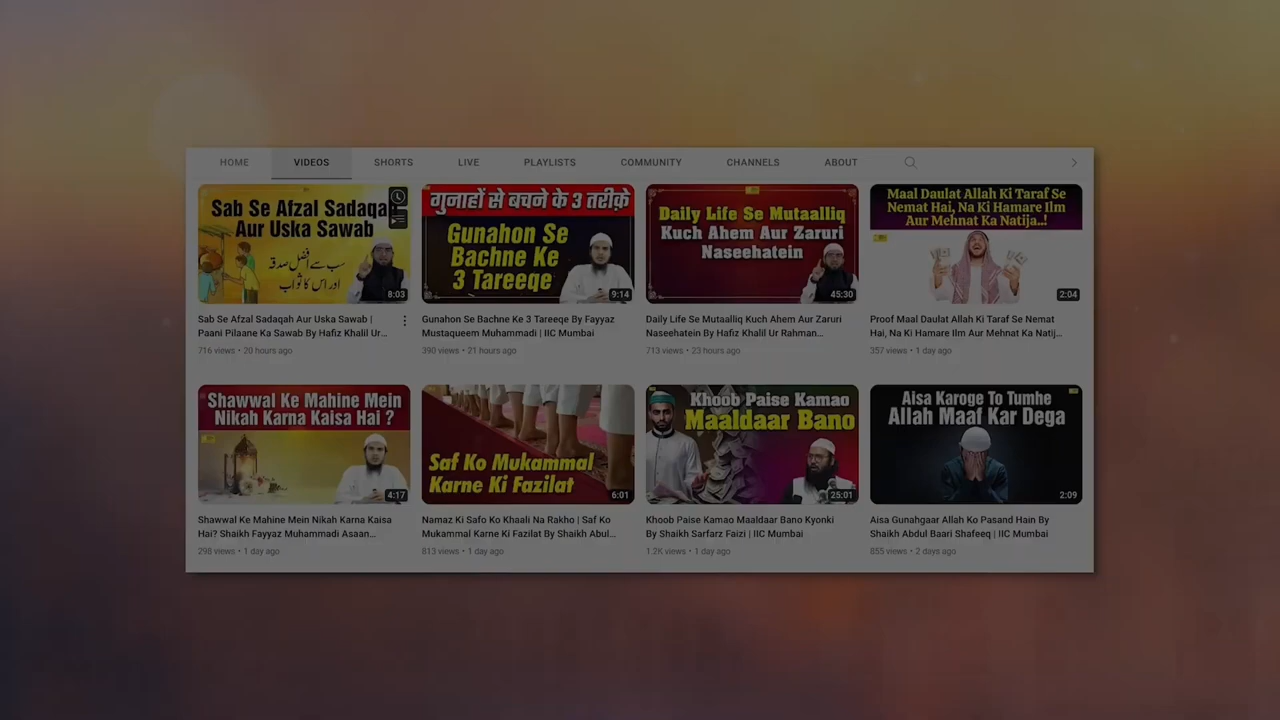 HOME VIDEOS SHORTS LIVE PLAYLISTS COMMUNITY CHANNELS ABOUT
Sab Se Afzal Sadaqa
Aur Uska Sawab
سب سے افضل صدقہ
اور اس کا ثواب
8:03
Sab Se Afzal Sadaqah Aur Uska Sawab |
Paani Pilaane Ka Sawab By Hafiz Khalil Ur...
716 views • 20 hours ago
गुनाहों से बचने के 3 तरीक़े
Gunahon Se
Bachne Ke
3 Tareeqe
9:14
Gunahon Se Bachne Ke 3 Tareeqe By Fayyaz
Mustaqueem Muhammadi | IIC Mumbai
390 views • 21 hours ago
Daily Life Se Mutaalliq
Kuch Ahem Aur Zaruri
Naseehatein
45:30
Daily Life Se Mutaalliq Kuch Ahem Aur Zaruri
Naseehatein By Hafiz Khalil Ur Rahman...
713 views • 23 hours ago
Maal Daulat Allah Ki Taraf Se
Nemat Hai, Na Ki Hamare Ilm
Aur Mehnat Ka Natija..!
2:04
Proof Maal Daulat Allah Ki Taraf Se Nemat
Hai, Na Ki Hamare Ilm Aur Mehnat Ka Natij...
357 views • 1 day ago
Shawwal Ke Mahine Mein
Nikah Karna Kaisa Hai ?
4:17
Shawwal Ke Mahine Mein Nikah Karna Kaisa
Hai? Shaikh Fayyaz Muhammadi Asaan...
298 views • 1 day ago
Saf Ko Mukammal
Karne Ki Fazilat
6:01
Namaz Ki Safo Ko Khaali Na Rakho | Saf Ko
Mukammal Karne Ki Fazilat By Shaikh Abul...
813 views • 1 day ago
Khoob Paise Kamao
Maaldaar Bano
25:01
Khoob Paise Kamao Maaldaar Bano Kyonki
By Shaikh Sarfarz Faizi | IIC Mumbai
1.2K views • 1 day ago
Aisa Karoge To Tumhe
Allah Maaf Kar Dega
2:09
Aisa Gunahgaar Allah Ko Pasand Hain By
Shaikh Abdul Baari Shafeeq | IIC Mumbai
855 views • 2 days ago